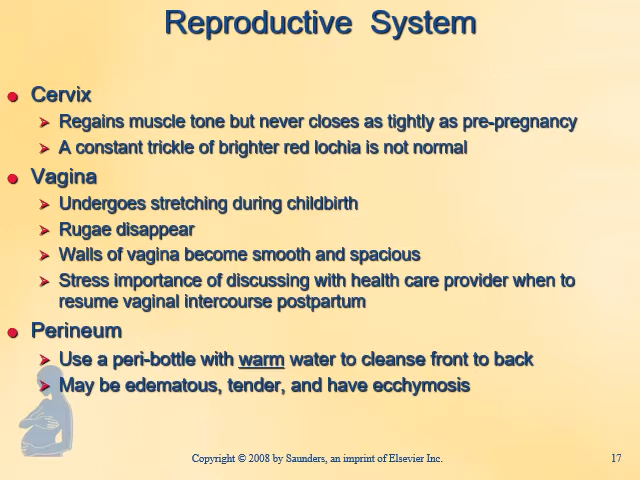 Reproductive System
Cervix
Regains muscle tone but never closes as tightly as pre-pregnancy
A constant trickle of brighter red lochia is not normal
Vagina
Undergoes stretching during childbirth
Rugae disappear
Walls of vagina become smooth and spacious
Stress importance of discussing with health care provider when to
resume vaginal intercourse postpartum
Perineum
Use a peri-bottle with warm water to cleanse front to back
May be edematous, tender, and have ecchymosis
Copyright © 2008 by Saunders, an imprint of Elsevier Inc.
17